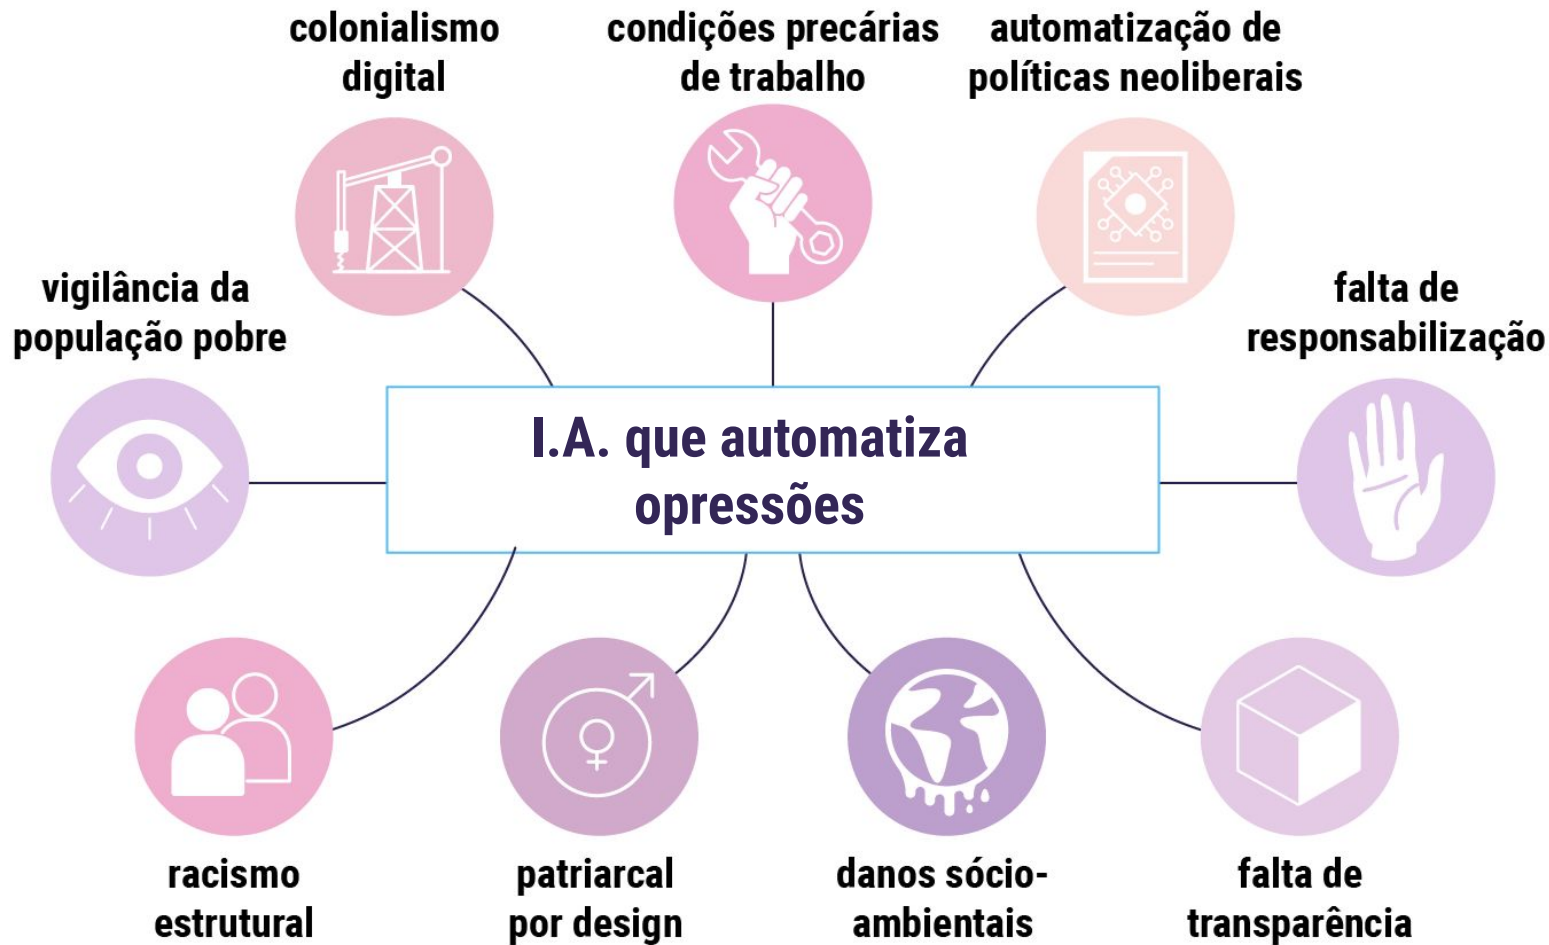 colonialismo
digital
condições precárias
de trabalho
automatização de
políticas neoliberais
vigilância da
população pobre
falta de
responsabilização
I.A. que automatiza
opressões
racismo
estrutural
patriarcal
por design
danos sócio-
ambientais
falta de
transparência